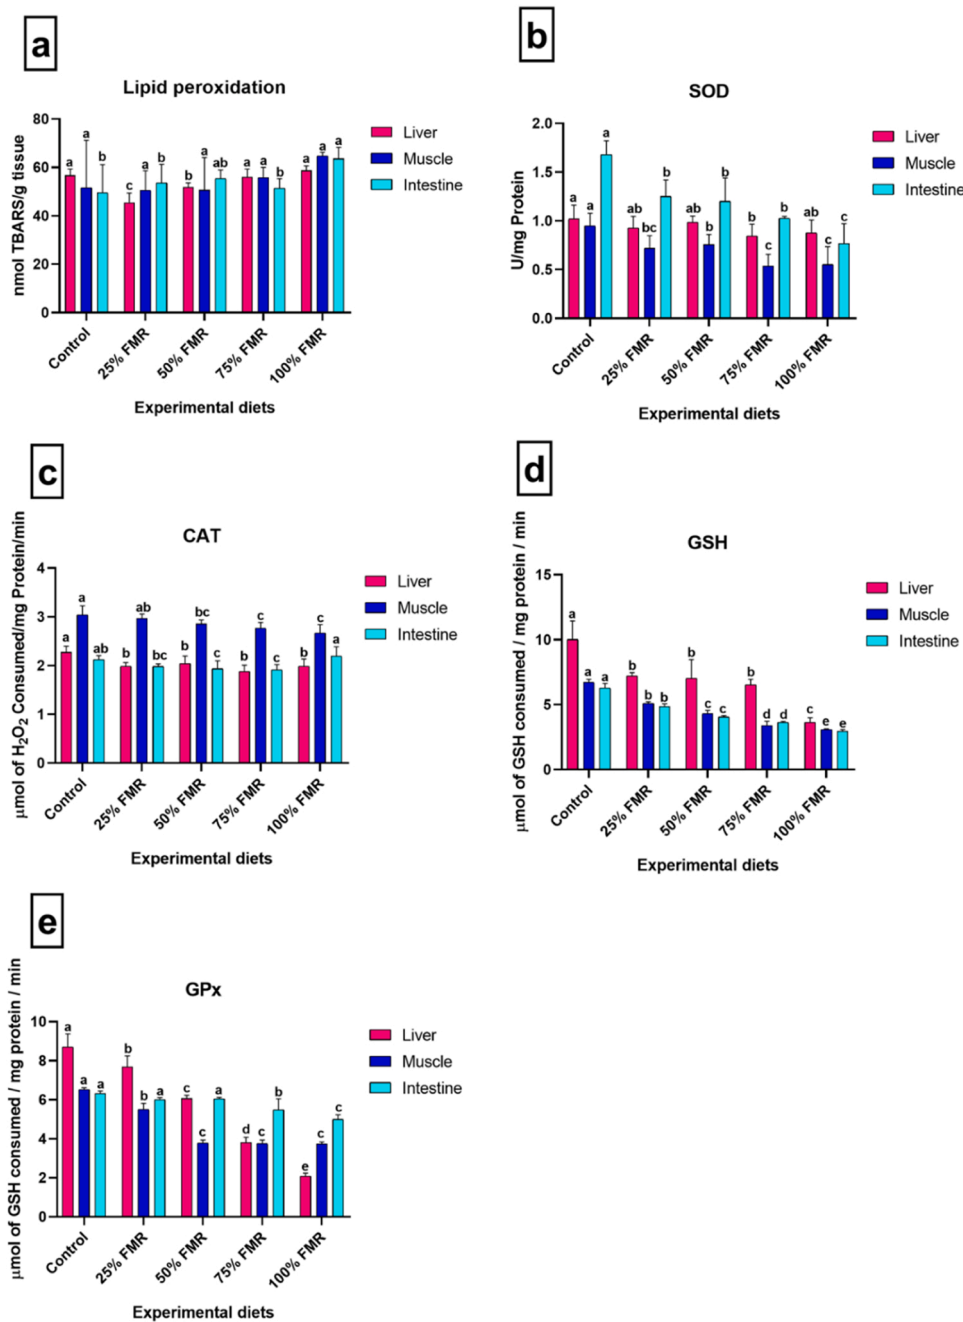 a
Lipid peroxidation
nmol TBARS/g tissue
80
60
40
20
0
a a b
c a b
b a ab
a a b
a a a
Control
25% FMR
50% FMR
75% FMR
100% FMR
Experimental diets
Liver
Muscle
Intestine
b
SOD
U/mg Protein
2.0
1.5
1.0
0.5
0.0
a a a
ab bc b
ab b b
b c b
ab c c
Control
25% FMR
50% FMR
75% FMR
100% FMR
Experimental diets
Liver
Muscle
Intestine
c
CAT
μmol of H₂O₂ Consumed/mg Protein/min
4
3
2
1
0
a a ab
b ab bc
b bc c
b c c
b c a
Control
25% FMR
50% FMR
75% FMR
100% FMR
Experimental diets
Liver
Muscle
Intestine
d
GSH
μmol of GSH consumed / mg protein / min
15
10
5
0
a a a
b b b
b c c
b d d
c e e
Control
25% FMR
50% FMR
75% FMR
100% FMR
Experimental diets
Liver
Muscle
Intestine
e
GPx
μmol of GSH consumed / mg protein / min
10
8
6
4
2
0
a a a
b b a
c c a
d c b
e c c
Control
25% FMR
50% FMR
75% FMR
100% FMR
Experimental diets
Liver
Muscle
Intestine